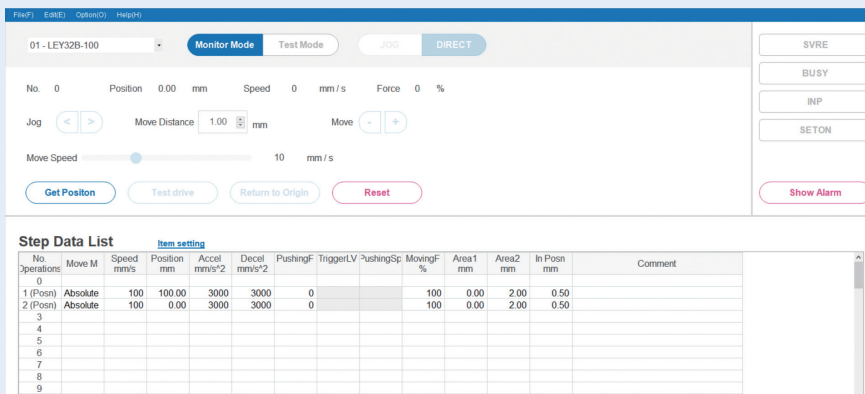 File(F) Edit(E) Option(O) Help(H)
01 - LEY32B-100 Monitor Mode Test Mode JOG DIRECT SVRE
BUSY
No. 0 Position 0.00 mm Speed 0 mm / s Force 0 %
INP
Jog < > Move Distance 1.00 mm Move - +
SETON
Move Speed 10 mm / s
Get Positon Test drive Return to Origin Reset Show Alarm
Step Data List Item setting
No. Move M Speed Position Accel Decel PushingF TriggerLV PushingSp MovingF Area1 Area2 In Posn Comment
Operations mm/s mm mm/s^2 mm/s^2 % mm mm mm
0
1 (Posn) Absolute 100 100.00 3000 3000 0 100 0.00 2.00 0.50
2 (Posn) Absolute 100 0.00 3000 3000 0 100 0.00 2.00 0.50
3
4
5
6
7
8
9